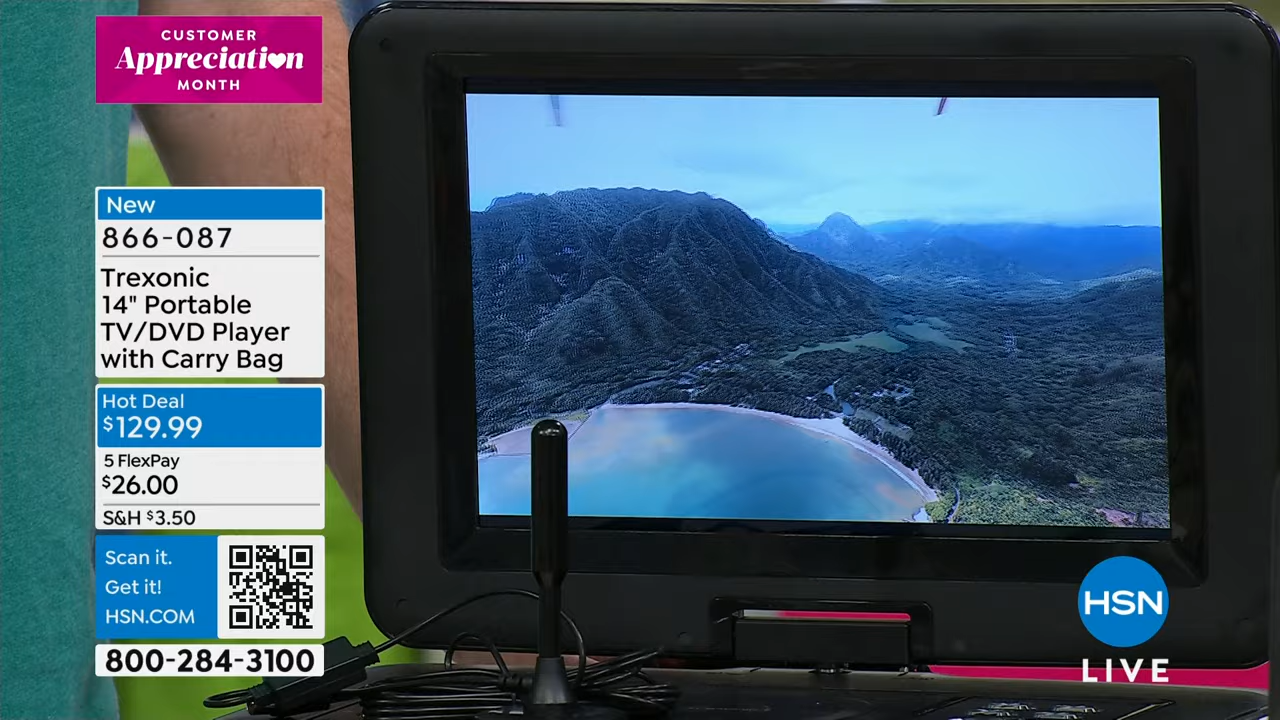 CUSTOMER
Appreciation
MONTH
New
866-087
Trexonic
14" Portable
TV/DVD Player
with Carry Bag
Hot Deal
$129.99
5 FlexPay
$26.00
S&H $3.50
Scan it.
Get it!
HSN.COM
800-284-3100
HSN
LIVE